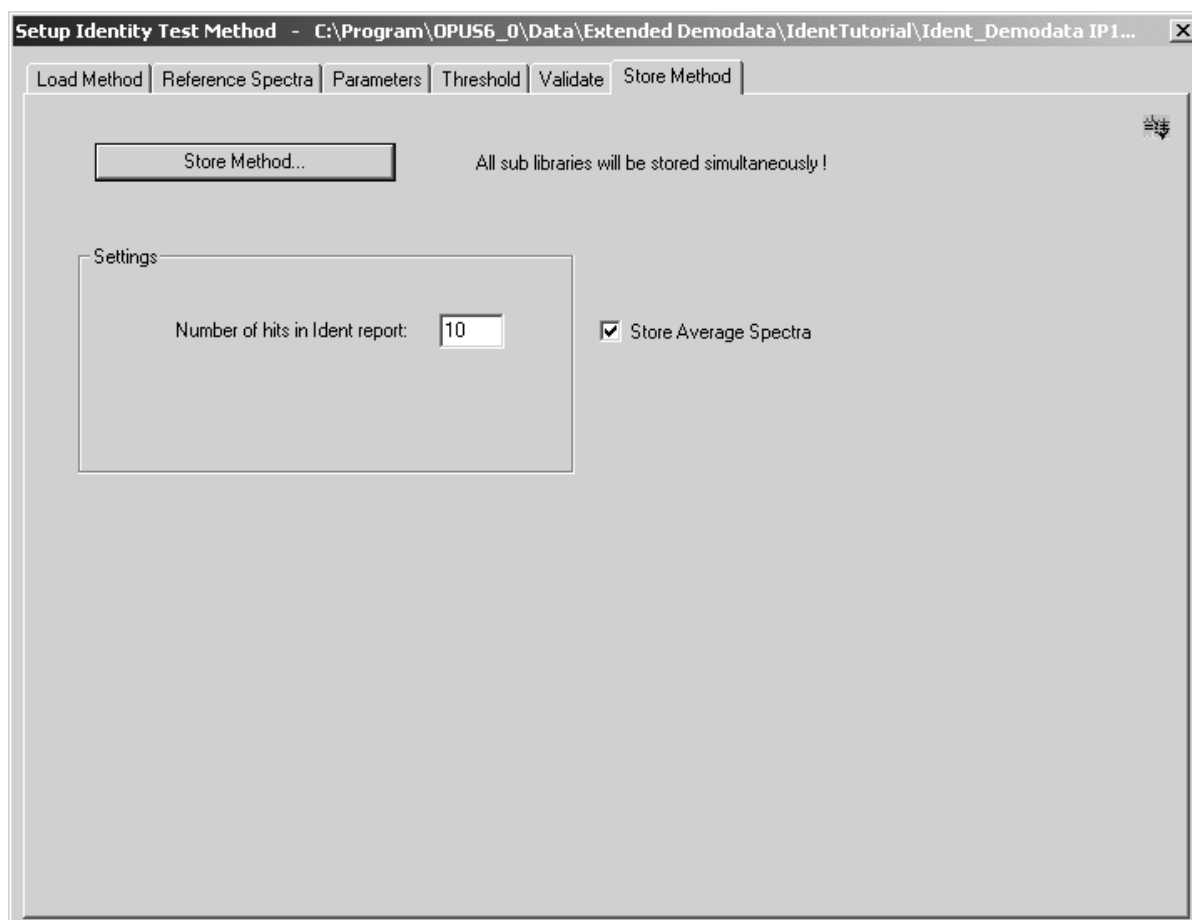 Setup Identity Test Method - C:\Program\OPUS6_0\Data\Extended Demodata\IdentTutorial\Ident_Demodata IP1...
Load Method
Reference Spectra
Parameters
Threshold
Validate
Store Method
Store Method...
All sub libraries will be stored simultaneously !
Settings
Number of hits in Ident report:
10
Store Average Spectra